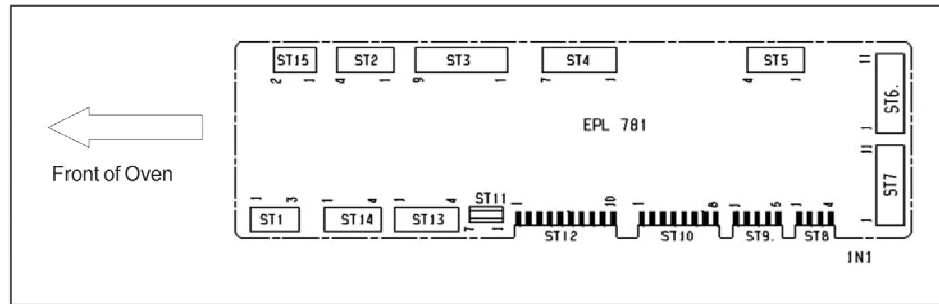 ST15 ST2 ST3 ST4 ST5
2 1 4 1 9 1 7 1 4 1
11 ST6. 1
EPL 781
Front of Oven
11 ST7 1
1 3 1 4 1 4 ST11 1 10 1 8 1 6 1 4
ST1 ST14 ST13
7 1
ST12 ST10 ST9. ST8
1N1